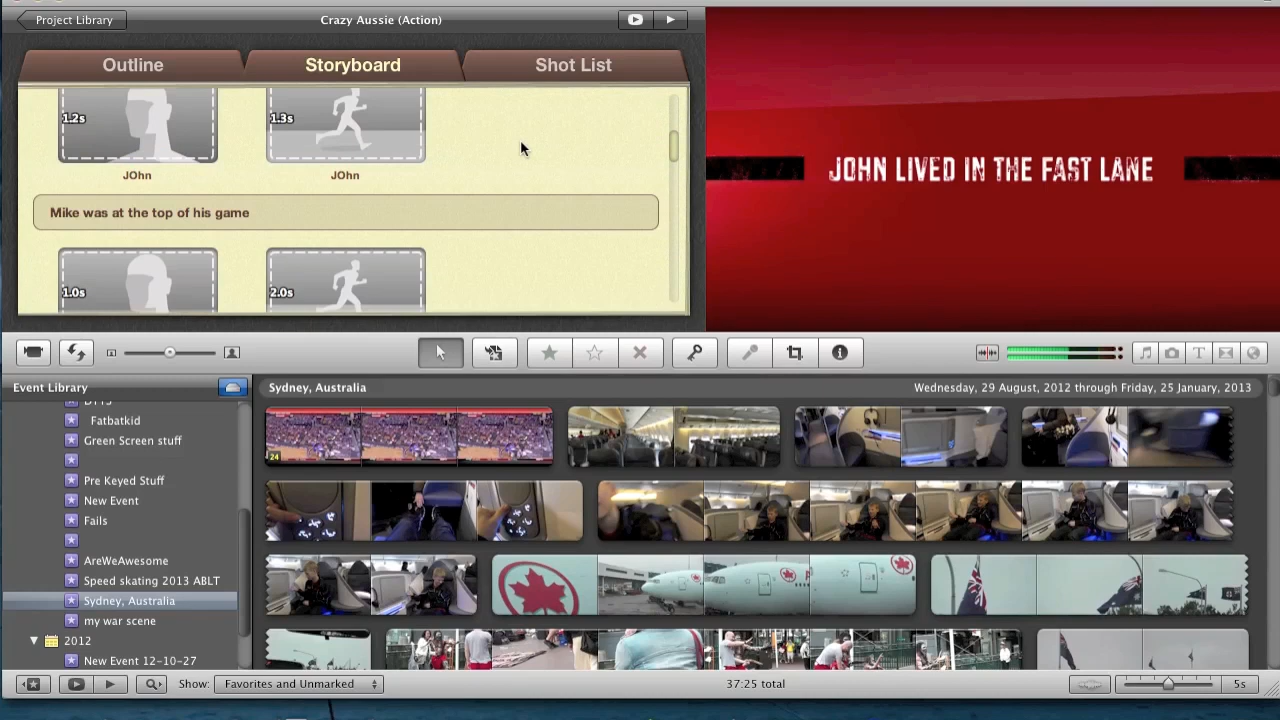 Project Library
Crazy Aussie (Action)
Outline
Storyboard
Shot List
1.2s
1.3s
JOhn
JOhn
Mike was at the top of his game
1.0s
2.0s
JOHN LIVED IN THE FAST LANE
Event Library
Sydney, Australia
Wednesday, 29 August, 2012 through Friday, 25 January, 2013
Fatbatkid
Green Screen stuff
Pre Keyed Stuff
New Event
Fails
AreWeAwesome
Speed skating 2013 ABLT
Sydney, Australia
my war scene
2012
New Event 12-10-27
24
Show:
Favorites and Unmarked
37:25 total
5s